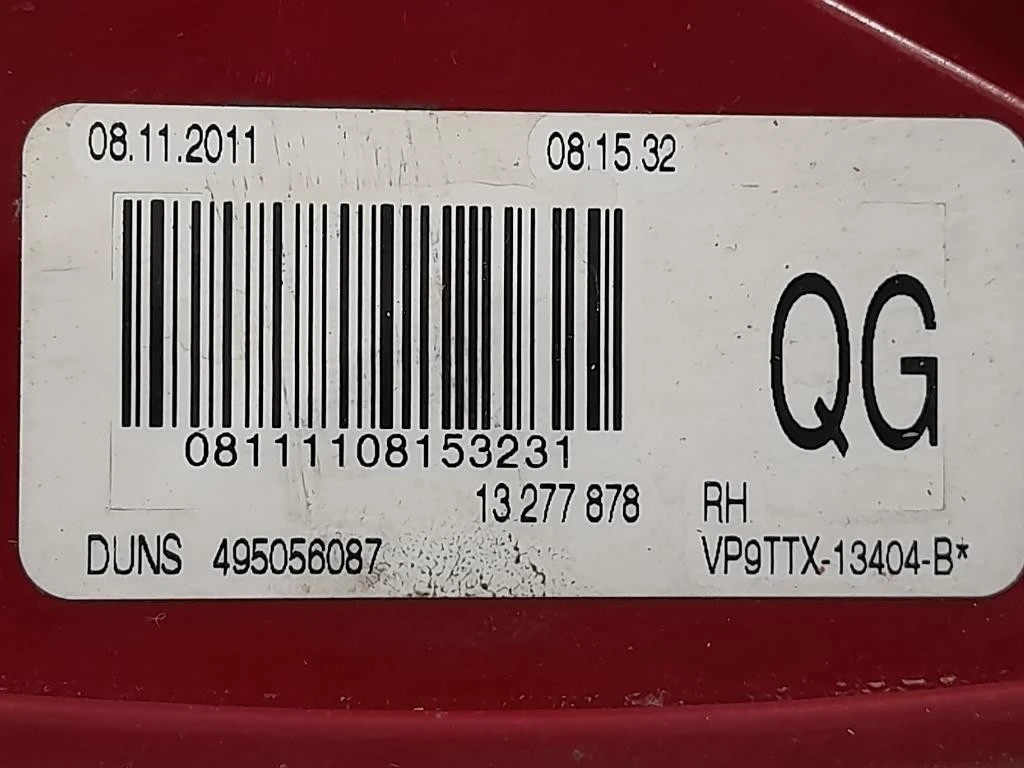 08.11.2011 08.15.32
QG
08111108153231
13 277 878 RH
DUNS 495056087 VP9TTX-13404-B*